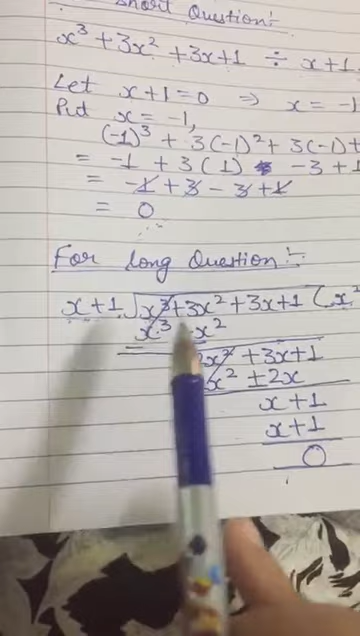 Short Question:-
x³ + 3x² + 3x + 1 ÷ x + 1
Let x + 1 = 0 ⇒ x = -1
Put x = -1,
(-1)³ + 3(-1)² + 3(-1) +
= -1 + 3(1) - 3 + 1
= -1 + 3 - 3 + 1
= 0
For long Question:-
x + 1 ) x³ + 3x² + 3x + 1 ( x²
x³ x²
2x² + 3x + 1
x² ± 2x
x + 1
x + 1
0